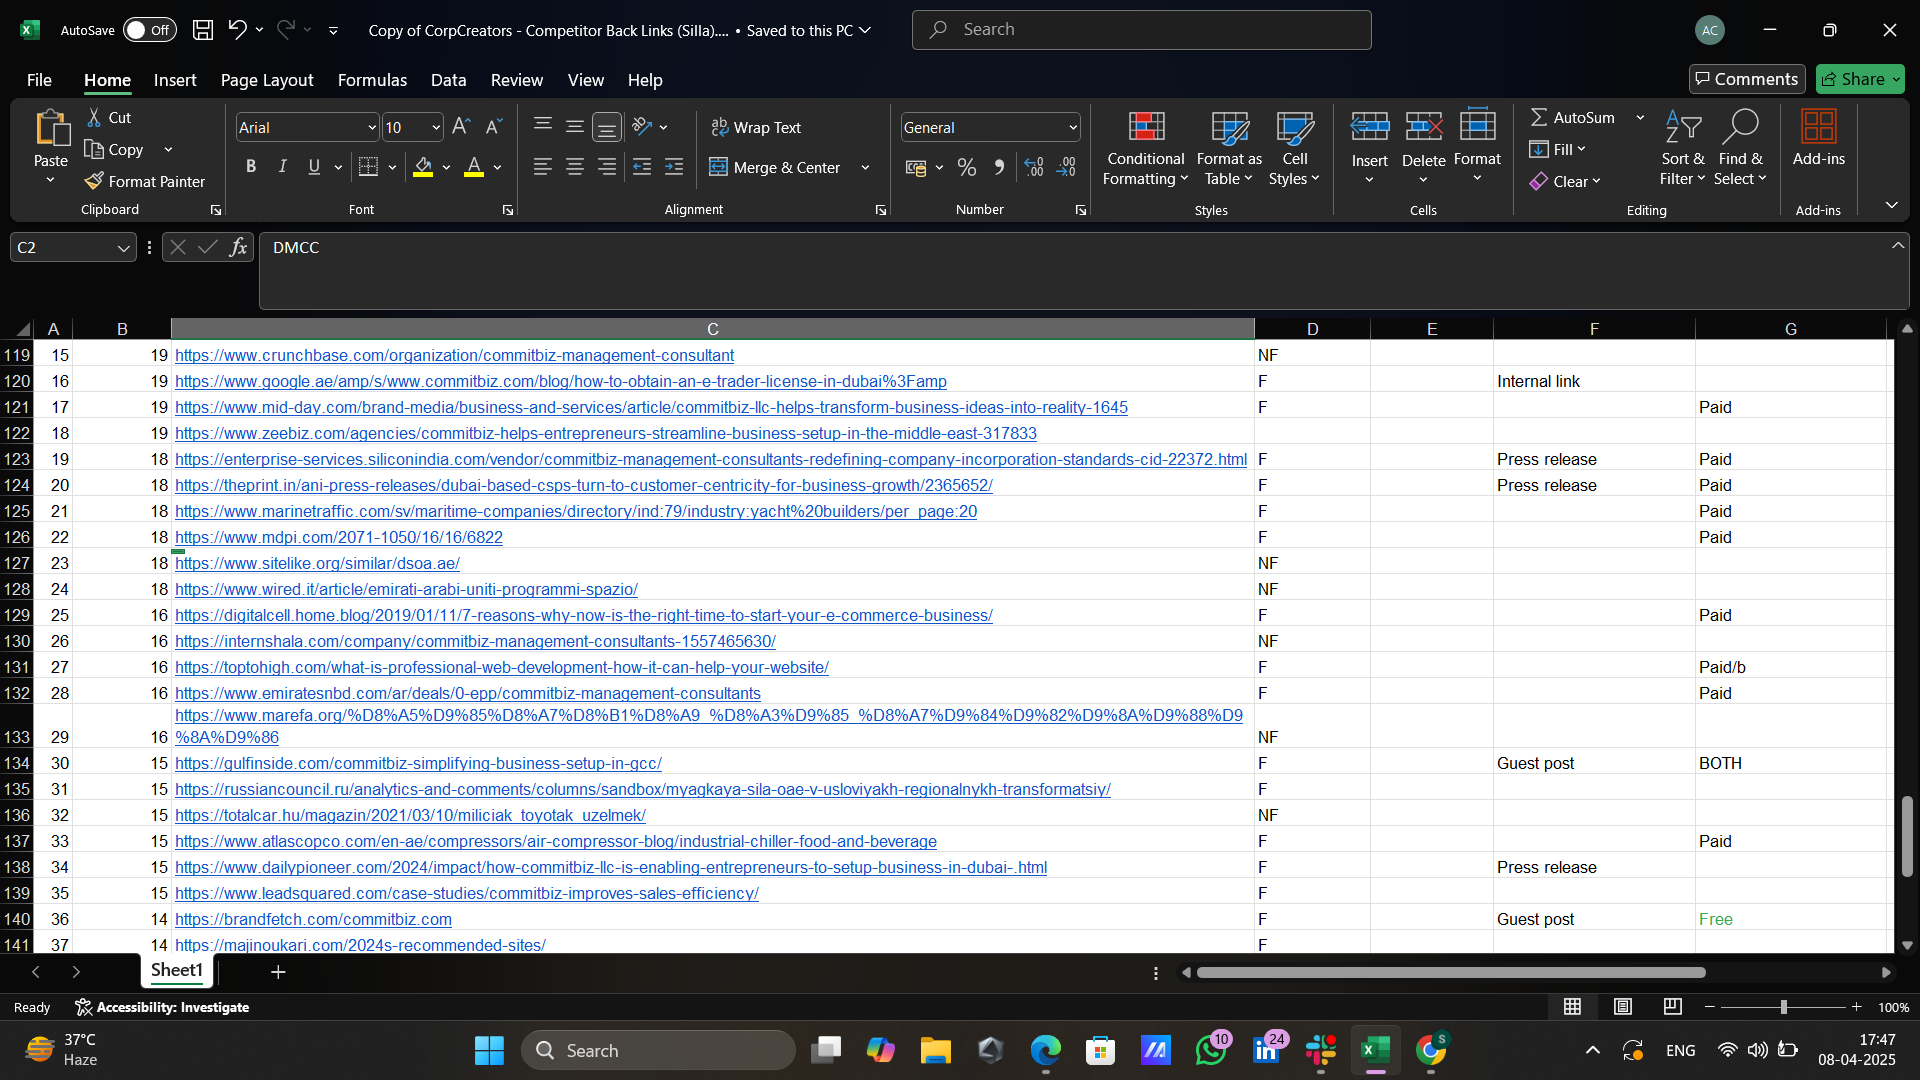 AutoSave Off Copy of CorpCreators - Competitor Back Links (Silla).... • Saved to this PC Search AC
File Home Insert Page Layout Formulas Data Review View Help Comments Share
Paste Cut Copy Format Painter Clipboard
Arial 10 B I U A Font
Wrap Text Merge & Center Alignment
General % Number
Conditional Formatting Format as Table Cell Styles Styles
Insert Delete Format Cells
AutoSum Fill Clear Sort & Filter Find & Select Editing
Add-ins Add-ins
C2 fx DMCC
A B C D E F G
119 15 19 https://www.crunchbase.com/organization/commitbiz-management-consultant NF
120 16 19 https://www.google.ae/amp/s/www.commitbiz.com/blog/how-to-obtain-an-e-trader-license-in-dubai%3Famp F Internal link
121 17 19 https://www.mid-day.com/brand-media/business-and-services/article/commitbiz-llc-helps-transform-business-ideas-into-reality-1645 F Paid
122 18 19 https://www.zeebiz.com/agencies/commitbiz-helps-entrepreneurs-streamline-business-setup-in-the-middle-east-317833
123 19 18 https://enterprise-services.siliconindia.com/vendor/commitbiz-management-consultants-redefining-company-incorporation-standards-cid-22372.html F Press release Paid
124 20 18 https://theprint.in/ani-press-releases/dubai-based-csps-turn-to-customer-centricity-for-business-growth/2365652/ F Press release Paid
125 21 18 https://www.marinetraffic.com/sv/maritime-companies/directory/ind:79/industry:yacht%20builders/per_page:20 F Paid
126 22 18 https://www.mdpi.com/2071-1050/16/16/6822 F Paid
127 23 18 https://www.sitelike.org/similar/dsoa.ae/ NF
128 24 18 https://www.wired.it/article/emirati-arabi-uniti-programmi-spazio/ NF
129 25 16 https://digitalcell.home.blog/2019/01/11/7-reasons-why-now-is-the-right-time-to-start-your-e-commerce-business/ F Paid
130 26 16 https://internshala.com/company/commitbiz-management-consultants-1557465630/ NF
131 27 16 https://toptohigh.com/what-is-professional-web-development-how-it-can-help-your-website/ F Paid/b
132 28 16 https://www.emiratesnbd.com/ar/deals/0-epp/commitbiz-management-consultants F Paid
https://www.marefa.org/%D8%A5%D9%85%D8%A7%D8%B1%D8%A9_%D8%A3%D9%85_%D8%A7%D9%84%D9%82%D9%8A%D9%88%D9
133 29 16 %8A%D9%86 NF
134 30 15 https://gulfinside.com/commitbiz-simplifying-business-setup-in-gcc/ F Guest post BOTH
135 31 15 https://russiancouncil.ru/analytics-and-comments/columns/sandbox/myagkaya-sila-oae-v-usloviyakh-regionalnykh-transformatsiy/ F
136 32 15 https://totalcar.hu/magazin/2021/03/10/miliciak_toyotak_uzelmek/ NF
137 33 15 https://www.atlascopco.com/en-ae/compressors/air-compressor-blog/industrial-chiller-food-and-beverage F Paid
138 34 15 https://www.dailypioneer.com/2024/impact/how-commitbiz-llc-is-enabling-entrepreneurs-to-setup-business-in-dubai-.html F Press release
139 35 15 https://www.leadsquared.com/case-studies/commitbiz-improves-sales-efficiency/ F
140 36 14 https://brandfetch.com/commitbiz.com F Guest post Free
141 37 14 https://majinoukari.com/2024s-recommended-sites/ F
Sheet1
Ready Accessibility: Investigate 100%
37°C Haze Search 10 24 ENG 17:47 08-04-2025